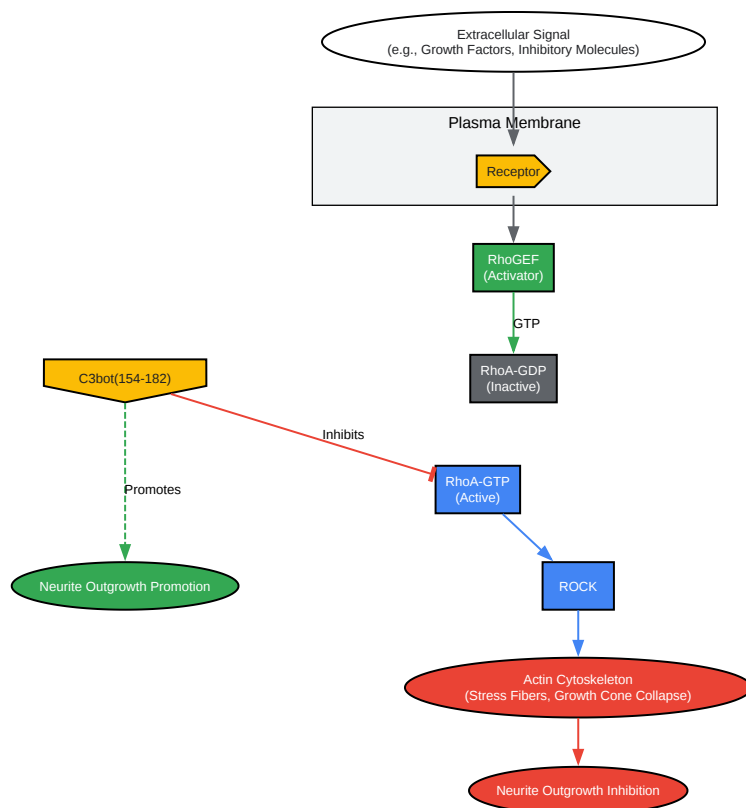 Extracellular Signal
(e.g., Growth Factors, Inhibitory Molecules)
Plasma Membrane
Receptor
RhoGEF
(Activator)
GTP
RhoA-GDP
(Inactive)
C3bot(154-182)
Inhibits
RhoA-GTP
(Active)
Promotes
Neurite Outgrowth Promotion
ROCK
Actin Cytoskeleton
(Stress Fibers, Growth Cone Collapse)
Neurite Outgrowth Inhibition